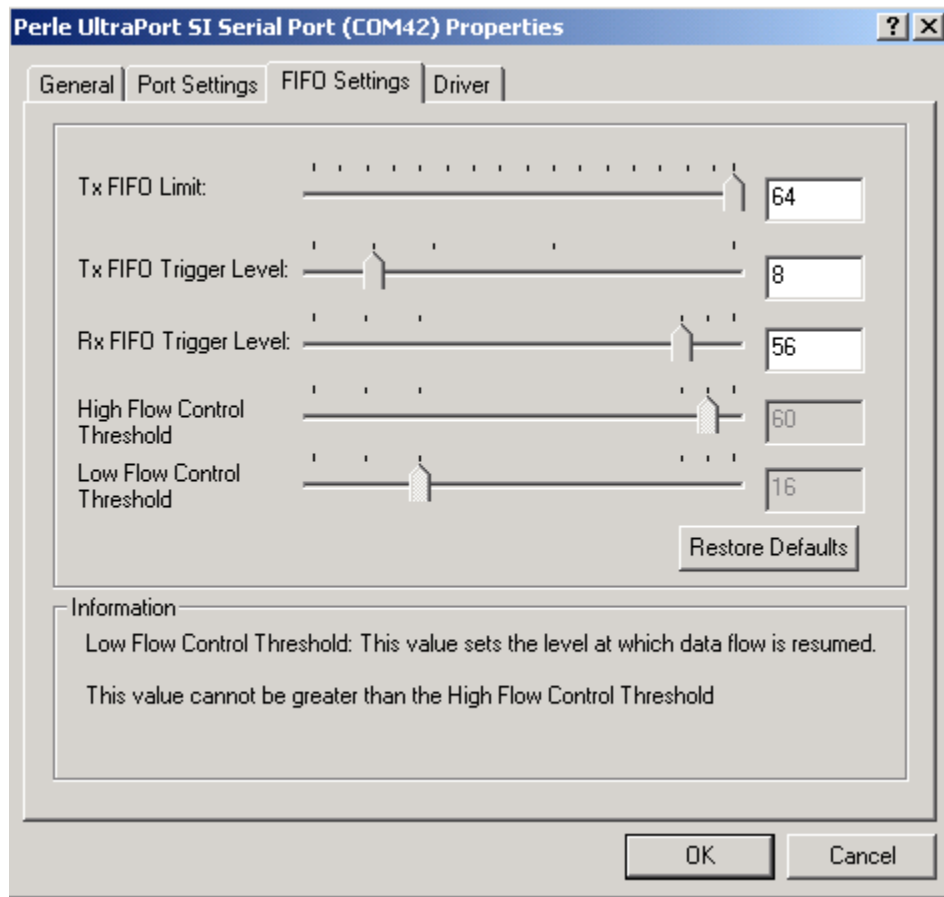 Perle UltraPort SI Serial Port (COM42) Properties
General Port Settings FIFO Settings Driver
Tx FIFO Limit: 64
Tx FIFO Trigger Level: 8
Rx FIFO Trigger Level: 56
High Flow Control
Threshold 60
Low Flow Control
Threshold 16
Restore Defaults
Information
Low Flow Control Threshold: This value sets the level at which data flow is resumed.
This value cannot be greater than the High Flow Control Threshold
OK Cancel